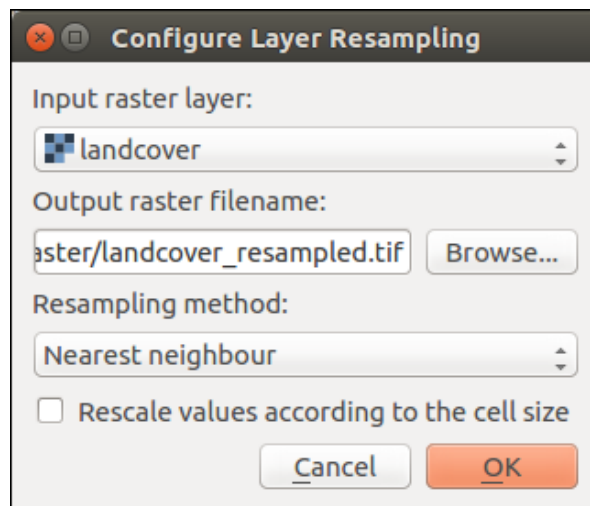 Configure Layer Resampling
Input raster layer:
landcover
Output raster filename:
aster/landcover_resampled.tif Browse...
Resampling method:
Nearest neighbour
Rescale values according to the cell size
Cancel OK